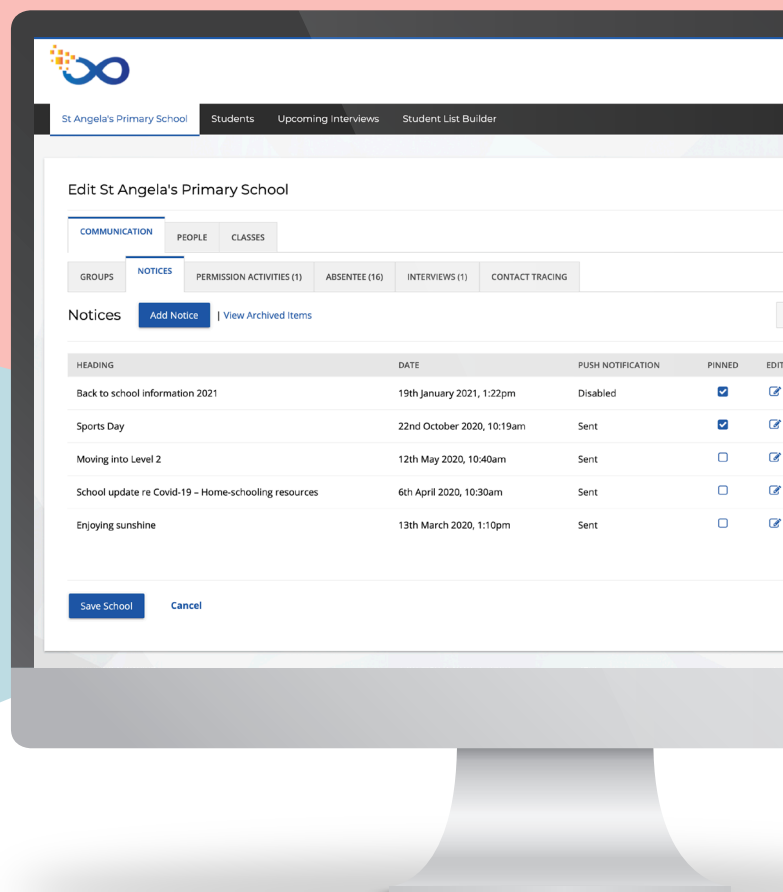 St Angela's Primary School Students Upcoming Interviews Student List Builder
Edit St Angela's Primary School
COMMUNICATION PEOPLE CLASSES
GROUPS NOTICES PERMISSION ACTIVITIES (1) ABSENTEE (16) INTERVIEWS (1) CONTACT TRACING
Notices Add Notice | View Archived Items
HEADING DATE PUSH NOTIFICATION PINNED EDIT
Back to school information 2021 19th January 2021, 1:22pm Disabled
Sports Day 22nd October 2020, 10:19am Sent
Moving into Level 2 12th May 2020, 10:40am Sent
School update re Covid-19 – Home-schooling resources 6th April 2020, 10:30am Sent
Enjoying sunshine 13th March 2020, 1:10pm Sent
Save School Cancel